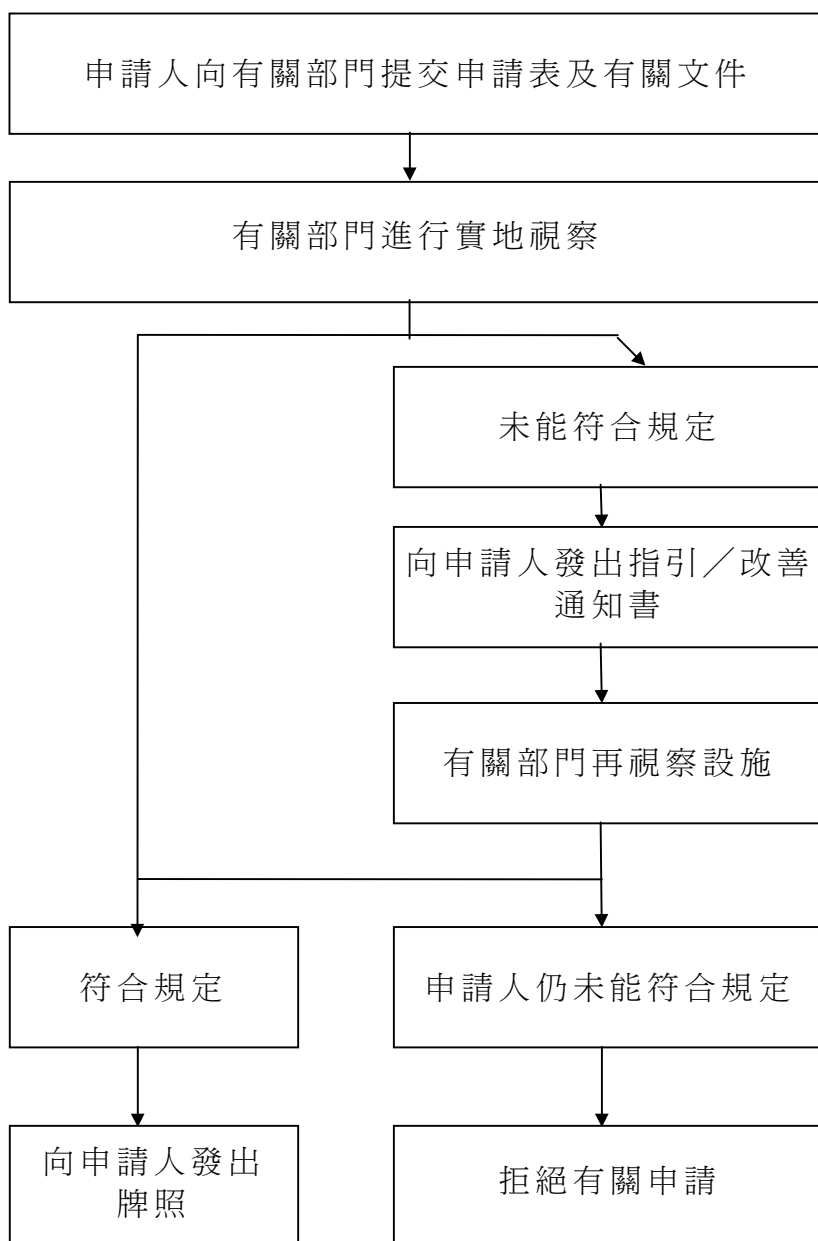 申請人向有關部門提交申請表及有關文件
有關部門進行實地視察
未能符合規定
向申請人發出指引／改善
通知書
有關部門再視察設施
符合規定
申請人仍未能符合規定
向申請人發出
牌照
拒絕有關申請